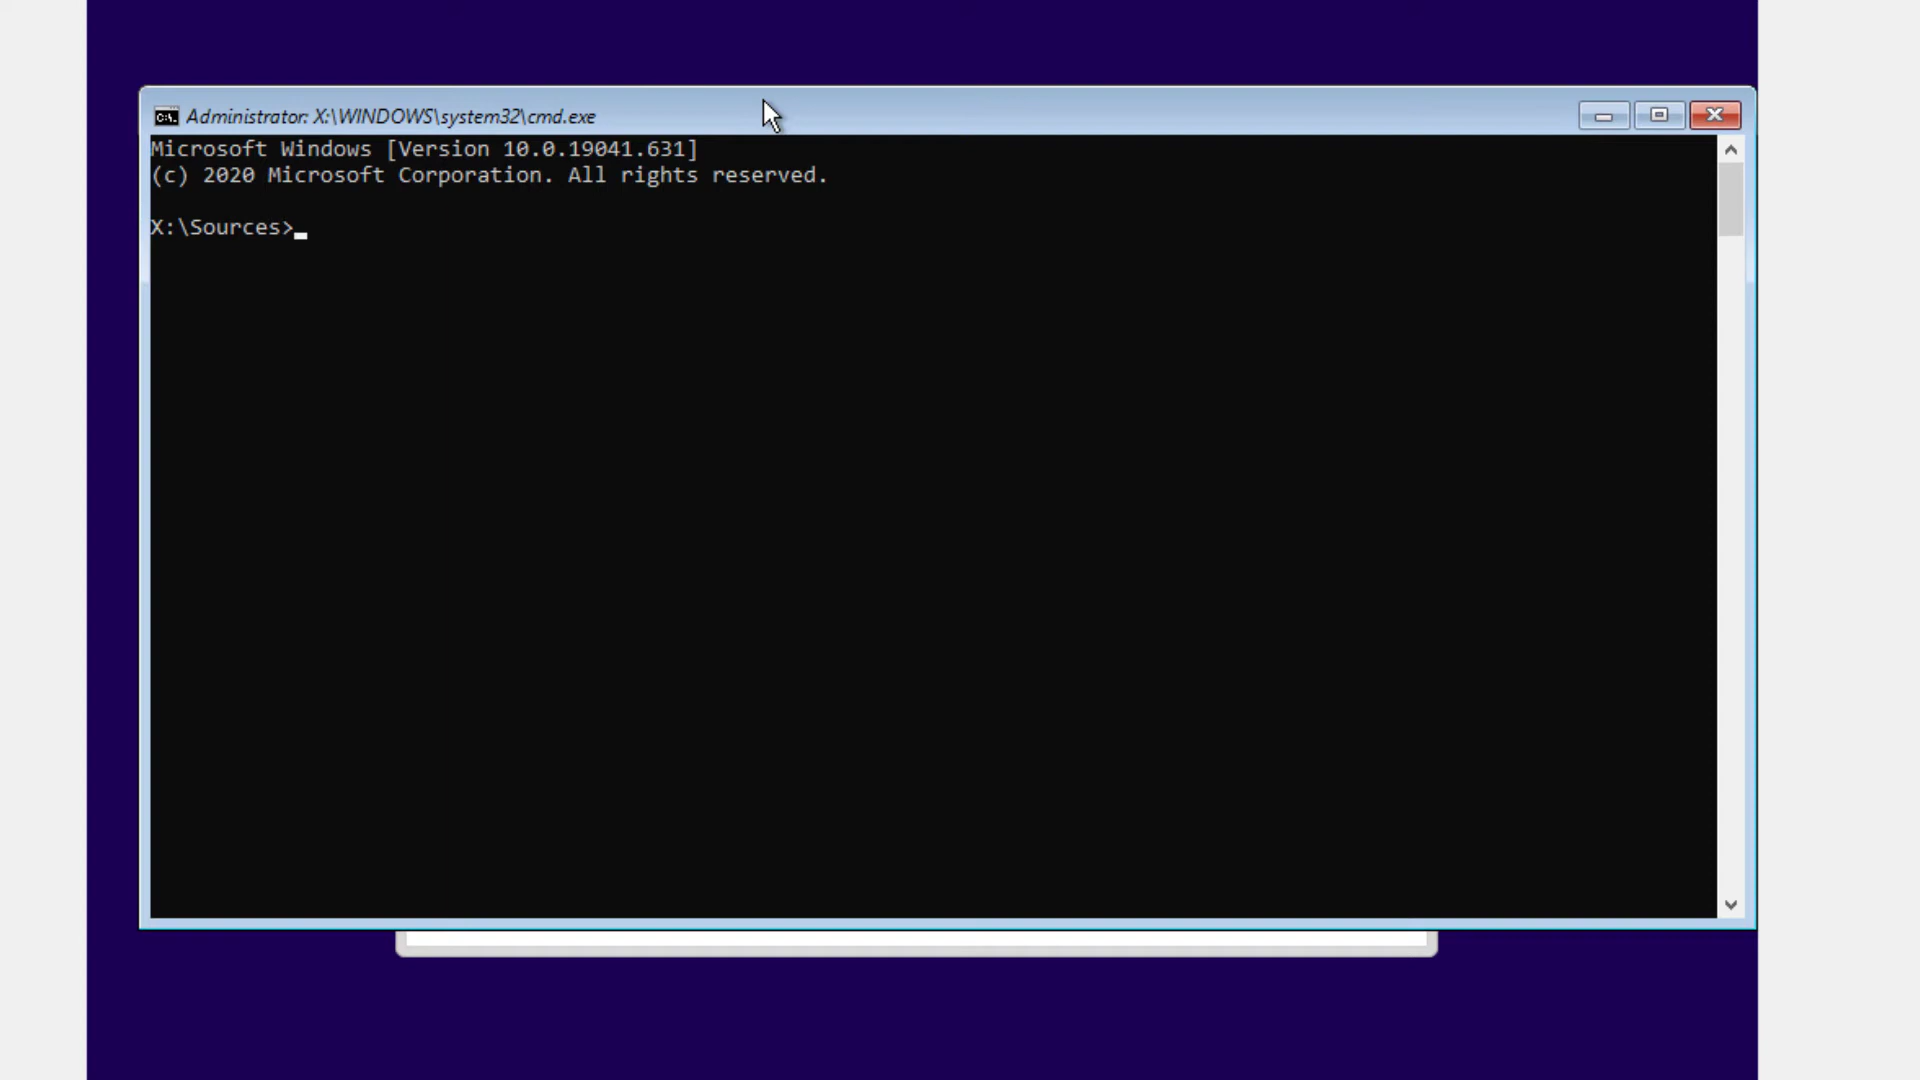 Administrator: X:\WINDOWS\system32\cmd.exe
Microsoft Windows [Version 10.0.19041.631]
(c) 2020 Microsoft Corporation. All rights reserved.
X:\Sources>